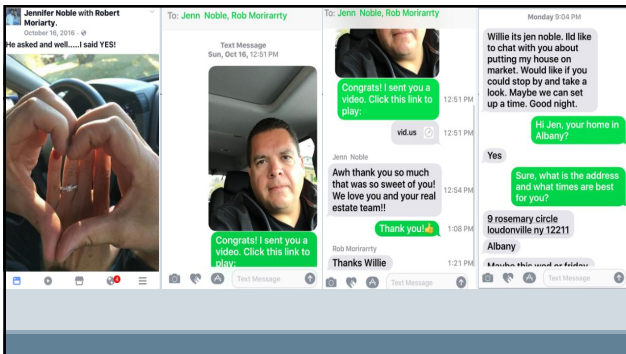 Jennifer Noble with Robert
Moriarty.
October 16, 2016
He asked and well.....I said YES!
4
To: Jenn Noble, Rob Morirarrty
Text Message
Sun, Oct 16, 12:51 PM
Congrats! I sent you a
video. Click this link to
play:
Text Message
To: Jenn Noble, Rob Morirarrty
Congrats! I sent you a
video. Click this link to
play:
12:51 PM
vid.us
12:51 PM
Jenn Noble
Awh thank you so much
that was so sweet of you!
We love you and your real
estate team!!
12:54 PM
Thank you!👍
1:08 PM
Rob Morirarrty
Thanks Willie
1:21 PM
Text Message
Monday 9:04 PM
Willie its jen noble. Ild like
to chat with you about
putting my house on
market. Would like if you
could stop by and take a
look. Maybe we can set
up a time. Good night.
Hi Jen, your home in
Albany?
Yes
Sure, what is the address
and what times are best
for you?
9 rosemary circle
loudonville ny 12211
Albany
Maybe this wed or friday
Text Message